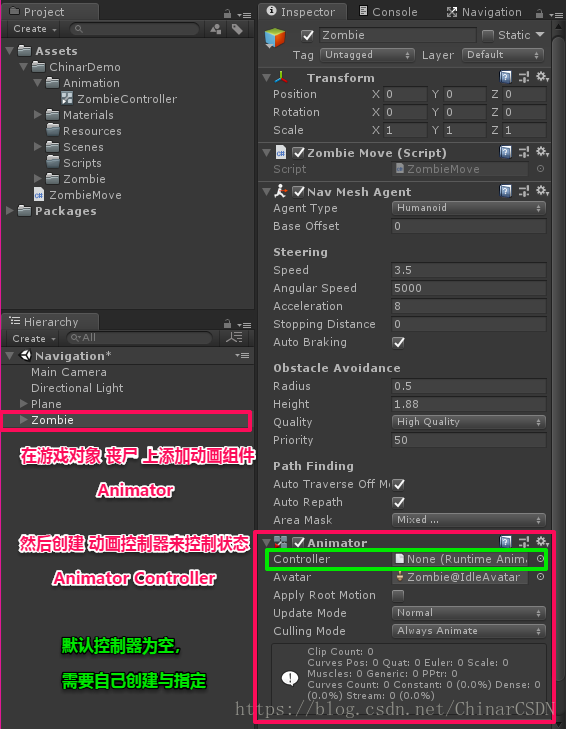 Project
Create
Assets
ChinarDemo
Animation
ZombieController
Materials
Resources
Scenes
Scripts
Zombie
ZombieMove
Packages
Hierarchy
Create
All
Navigation*
Main Camera
Directional Light
Plane
Zombie
在游戏对象 丧尸 上添加动画组件
Animator
然后创建 动画控制器来控制状态
Animator Controller
默认控制器为空，
需要自己创建与指定
Inspector
Console
Navigation
Zombie
Static
Tag Untagged Layer Default
Transform
Position X 0 Y 0 Z 0
Rotation X 0 Y 0 Z 0
Scale X 1 Y 1 Z 1
Zombie Move (Script)
Script ZombieMove
Nav Mesh Agent
Agent Type Humanoid
Base Offset 0
Steering
Speed 3.5
Angular Speed 5000
Acceleration 8
Stopping Distance 0
Auto Braking
Obstacle Avoidance
Radius 0.5
Height 1.88
Quality High Quality
Priority 50
Path Finding
Auto Traverse Off M
Auto Repath
Area Mask Mixed ...
Animator
Controller None (Runtime Anima
Avatar Zombie@IdleAvatar
Apply Root Motion
Update Mode Normal
Culling Mode Always Animate
Clip Count: 0
Curves Pos: 0 Quat: 0 Euler: 0 Scale: 0
Muscles: 0 Generic: 0 PPtr: 0
Curves Count: 0 Constant: 0 (0.0%) Dense: 0
(0.0%) Stream: 0 (0.0%)
https://blog.csdn.net/ChinarCSDN